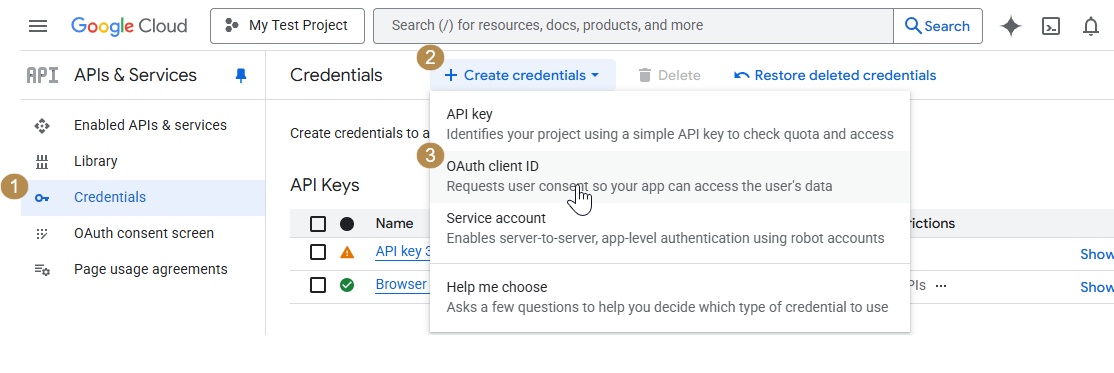 Google Cloud
My Test Project
Search (/) for resources, docs, products, and more
Search
API
APIs & Services
Credentials
2
+ Create credentials
Delete
Restore deleted credentials
Enabled APIs & services
Library
1
Credentials
OAuth consent screen
Page usage agreements
Create credentials to a
API key
Identifies your project using a simple API key to check quota and access
3
OAuth client ID
Requests user consent so your app can access the user's data
Service account
Enables server-to-server, app-level authentication using robot accounts
Help me choose
Asks a few questions to help you decide which type of credential to use
API Keys
Name
rictions
API key 3
Show
Browser
PIs
Show